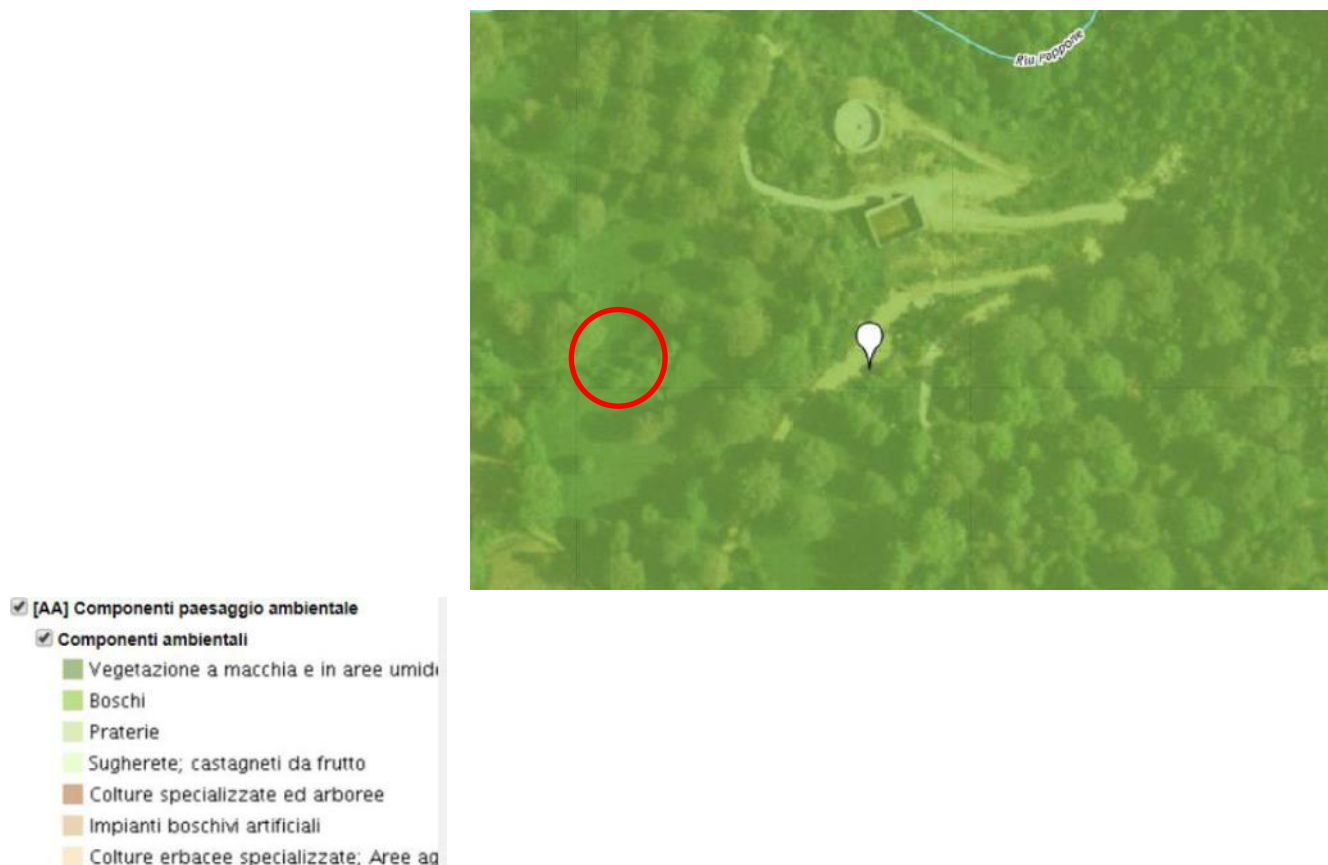 Riu Pappone
[AA] Componenti paesaggio ambientale
Componenti ambientali
Vegetazione a macchia e in aree umide
Boschi
Praterie
Sugherete; castagneti da frutto
Colture specializzate ed arboree
Impianti boschivi artificiali
Colture erbacee specializzate; Aree ag